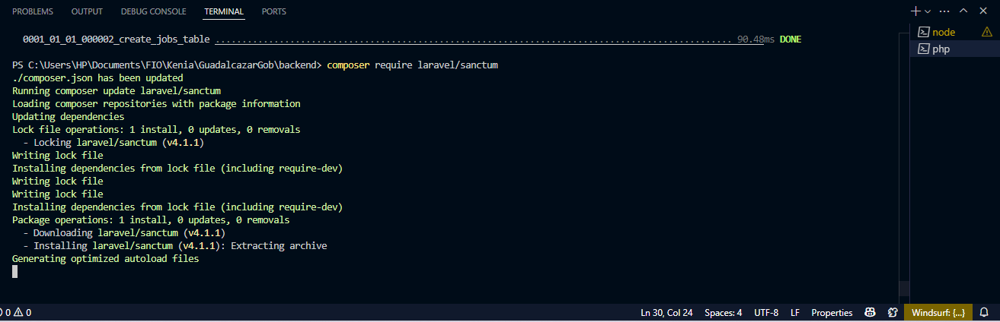 PROBLEMS OUTPUT DEBUG CONSOLE TERMINAL PORTS
0001_01_01_000002_create_jobs_table ................................................................................................ 90.48ms DONE
node
php
PS C:\Users\HP\Documents\FIO\Kenia\GuadalcazarGob\backend> composer require laravel/sanctum
./composer.json has been updated
Running composer update laravel/sanctum
Loading composer repositories with package information
Updating dependencies
Lock file operations: 1 install, 0 updates, 0 removals
- Locking laravel/sanctum (v4.1.1)
Writing lock file
Installing dependencies from lock file (including require-dev)
Writing lock file
Writing lock file
Installing dependencies from lock file (including require-dev)
Package operations: 1 install, 0 updates, 0 removals
- Downloading laravel/sanctum (v4.1.1)
- Installing laravel/sanctum (v4.1.1): Extracting archive
Generating optimized autoload files
0 0 Ln 30, Col 24 Spaces: 4 UTF-8 LF Properties Windsurf: {...}